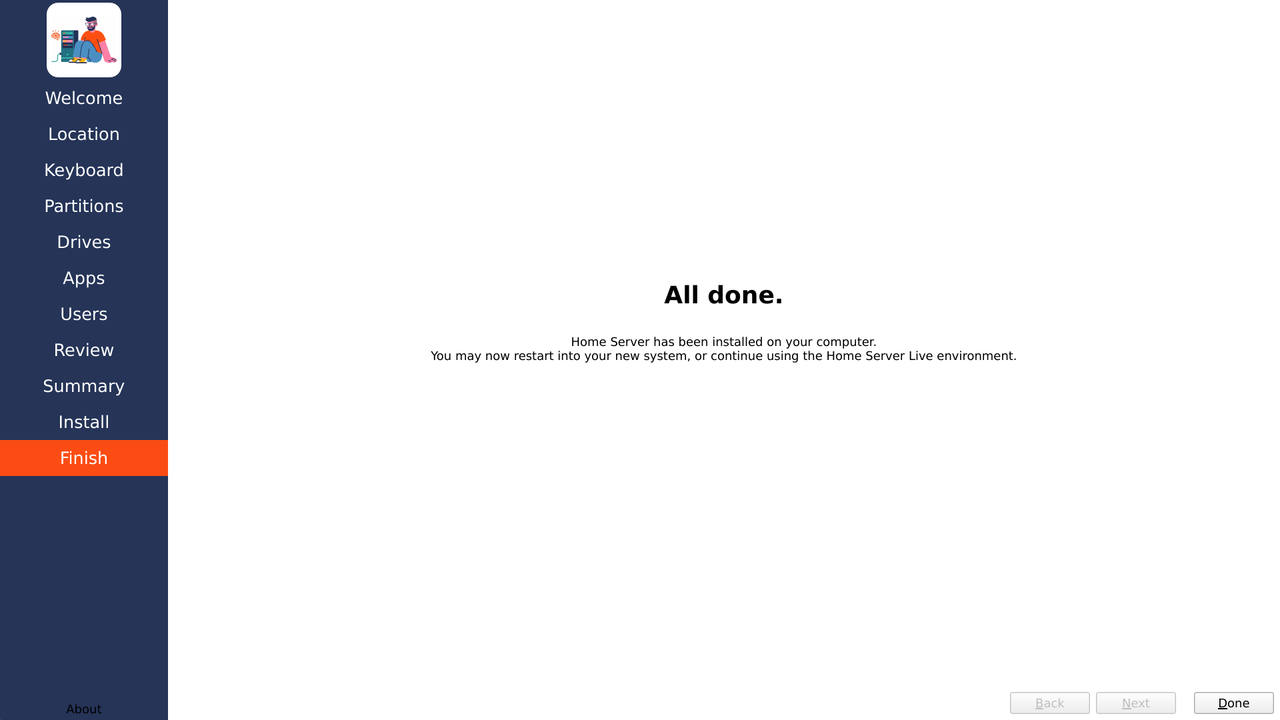 Welcome
Location
Keyboard
Partitions
Drives
Apps
Users
Review
Summary
Install
Finish
About
All done.
Home Server has been installed on your computer.
You may now restart into your new system, or continue using the Home Server Live environment.
Back
Next
Done